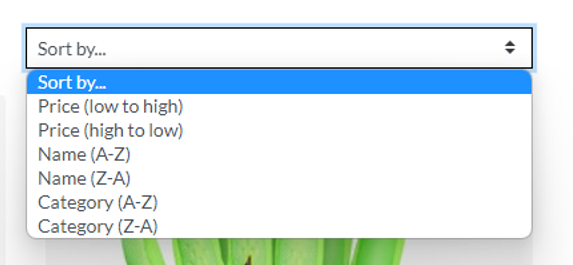 Sort by...
Sort by...
Price (low to high)
Price (high to low)
Name (A-Z)
Name (Z-A)
Category (A-Z)
Category (Z-A)